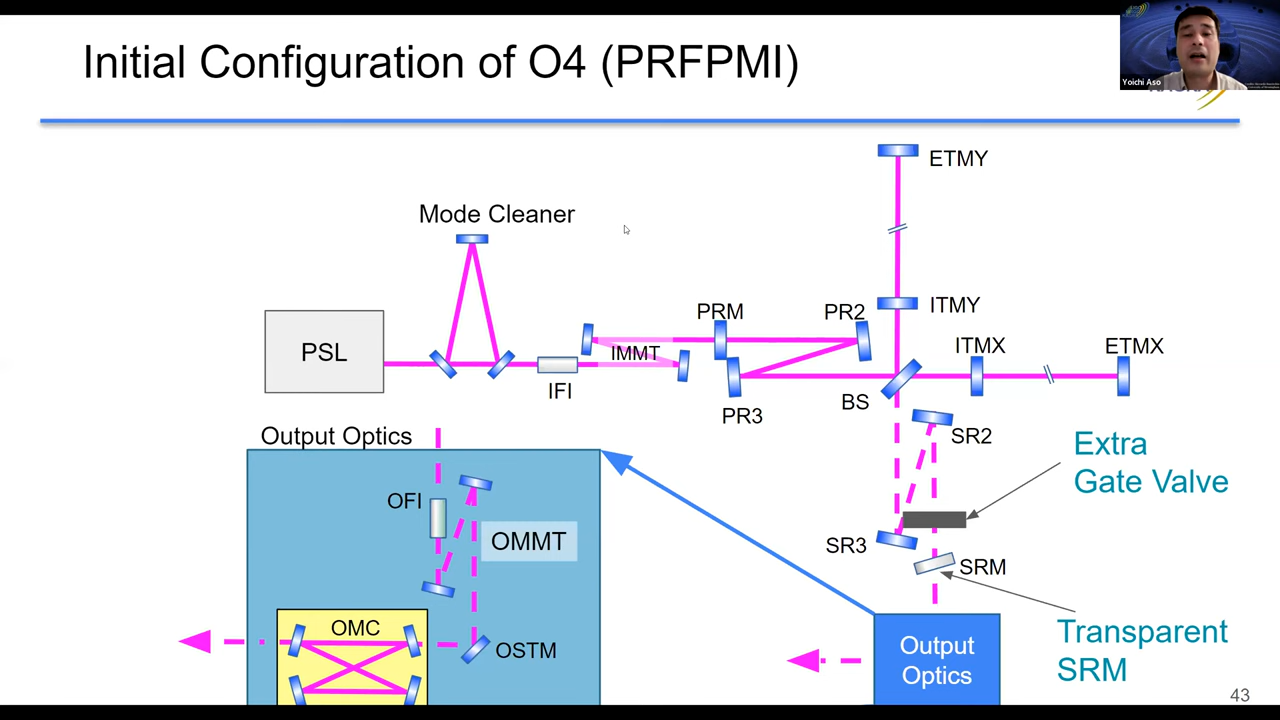 Initial Configuration of O4 (PRFPMI)
Yoichi Aso
ETMY
Mode Cleaner
ITMY
PRM
PR2
PSL
IMMT
ITMX
ETMX
IFI
PR3
BS
Output Optics
SR2
Extra
Gate Valve
OFI
OMMT
SR3
SRM
OMC
OSTM
Output
Optics
Transparent
SRM
43